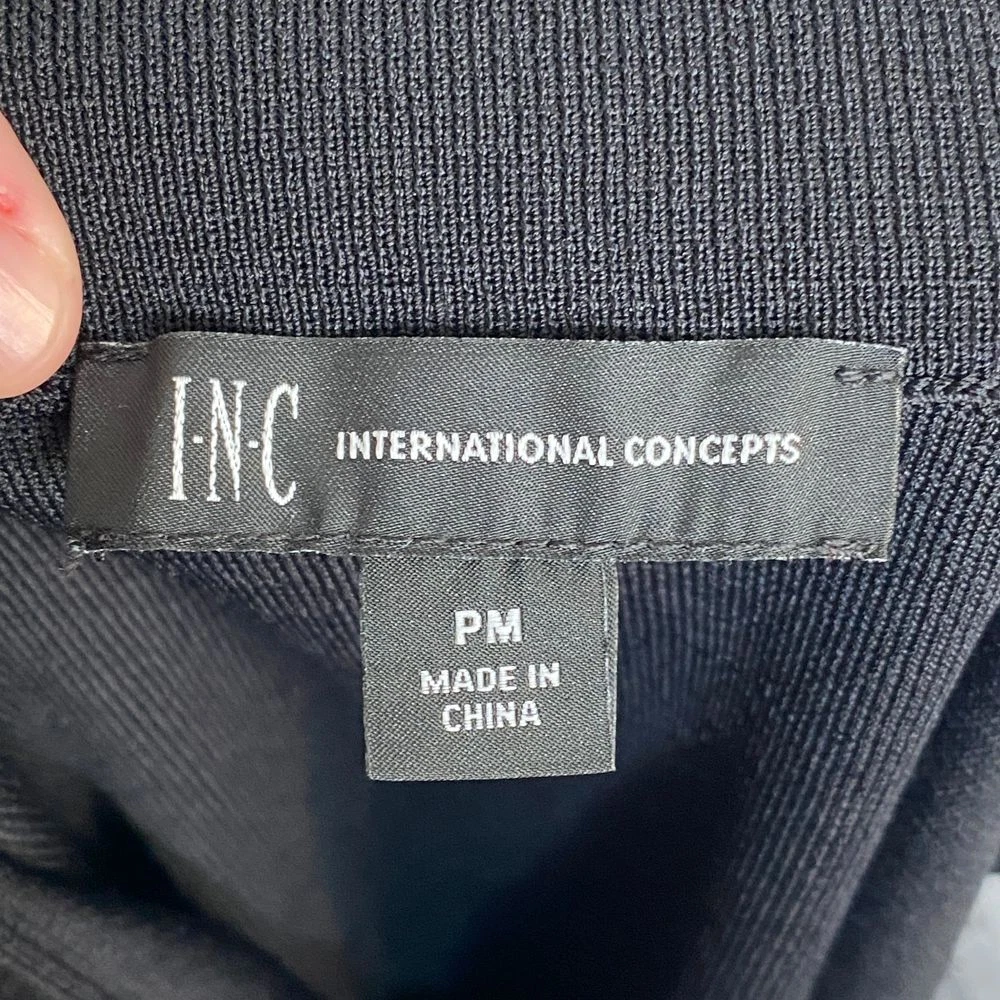 I-N-C INTERNATIONAL CONCEPTS
PM
MADE IN
CHINA